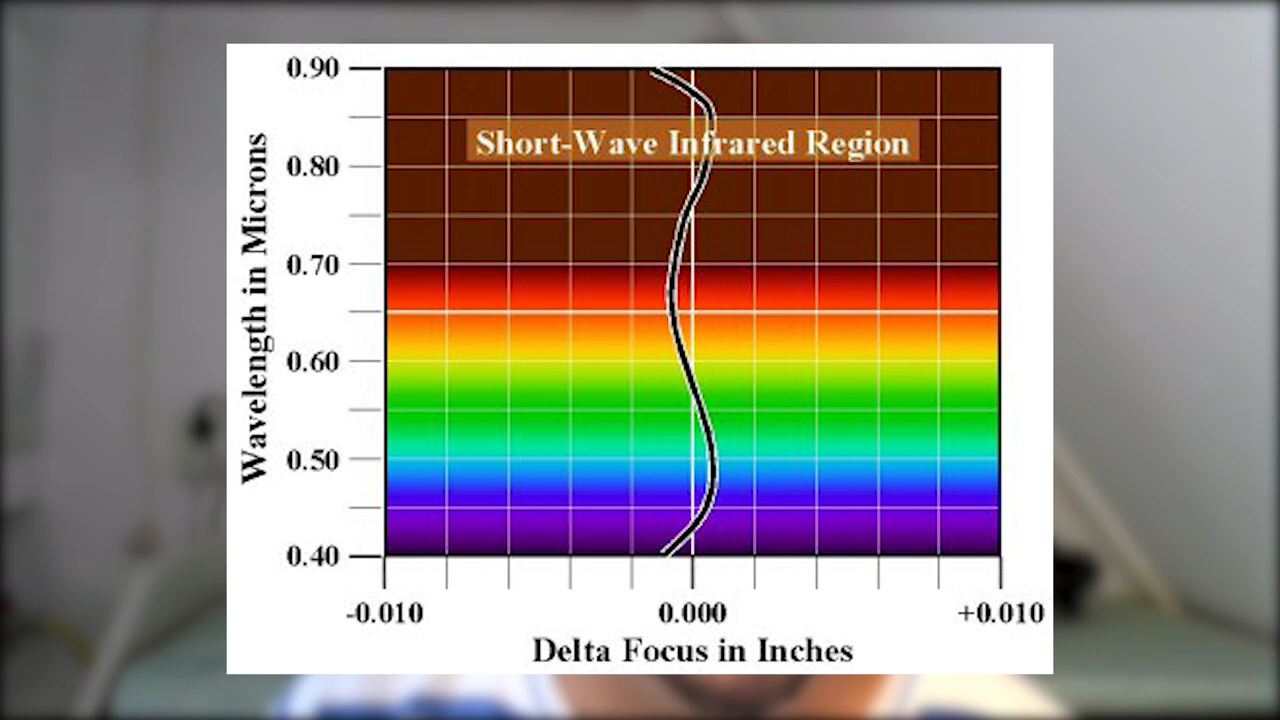 0.90
Short-Wave Infrared Region
0.80
0.70
0.60
0.50
0.40
Wavelength in Microns
-0.010 0.000 +0.010
Delta Focus in Inches